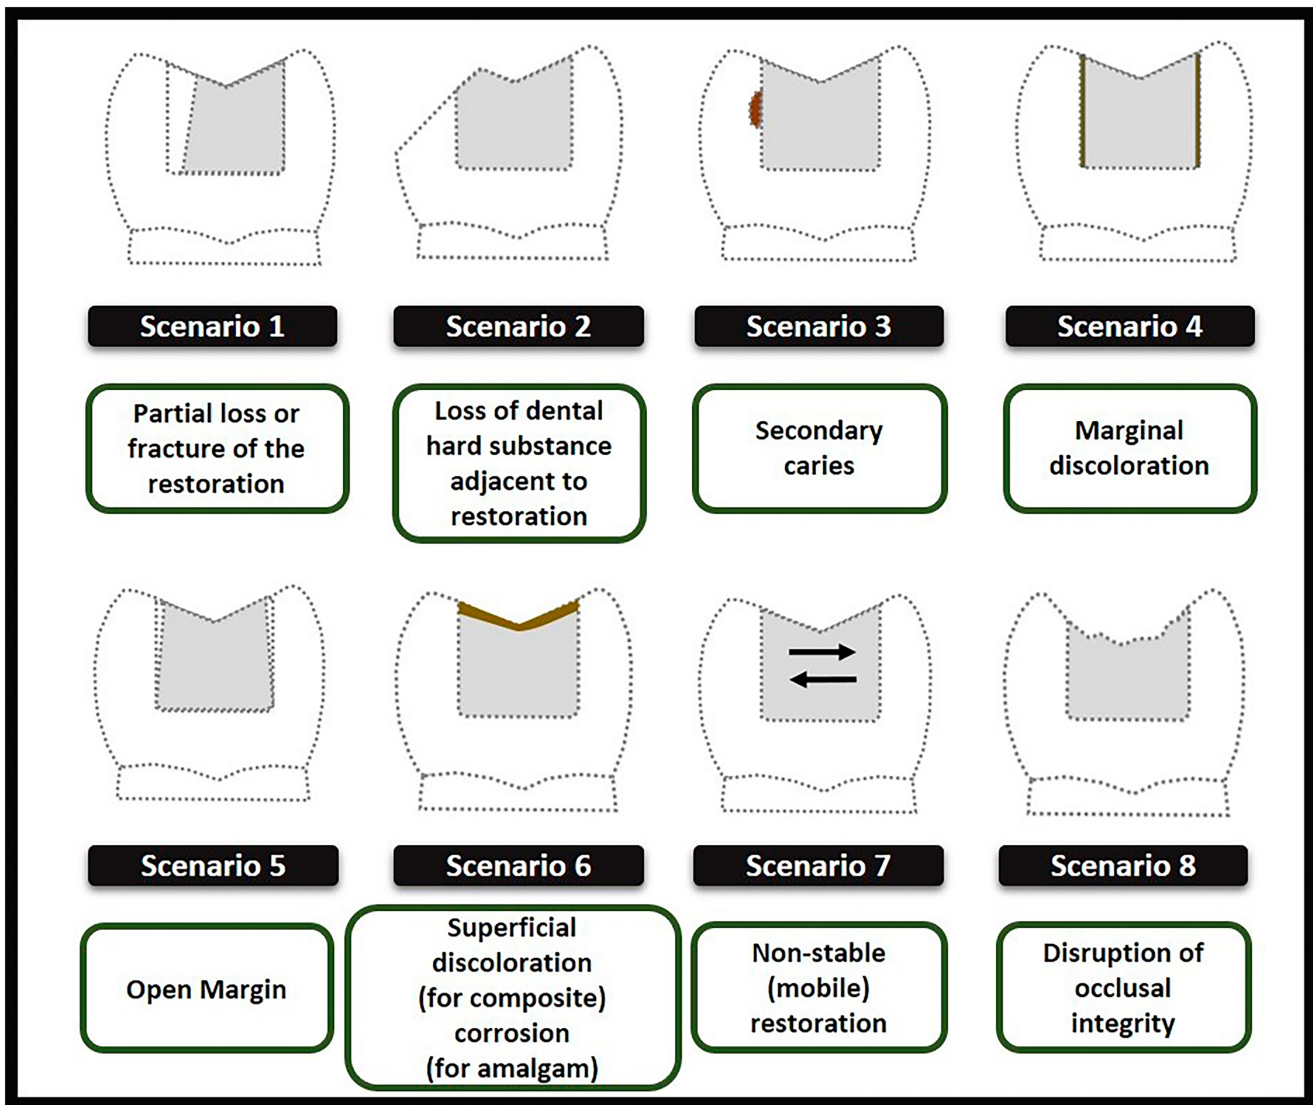 Scenario 1
Scenario 2
Scenario 3
Scenario 4
Partial loss or
fracture of the
restoration
Loss of dental
hard substance
adjacent to
restoration
Secondary
caries
Marginal
discoloration
Scenario 5
Scenario 6
Scenario 7
Scenario 8
Open Margin
Superficial
discoloration
(for composite)
corrosion
(for amalgam)
Non-stable
(mobile)
restoration
Disruption of
occlusal
integrity